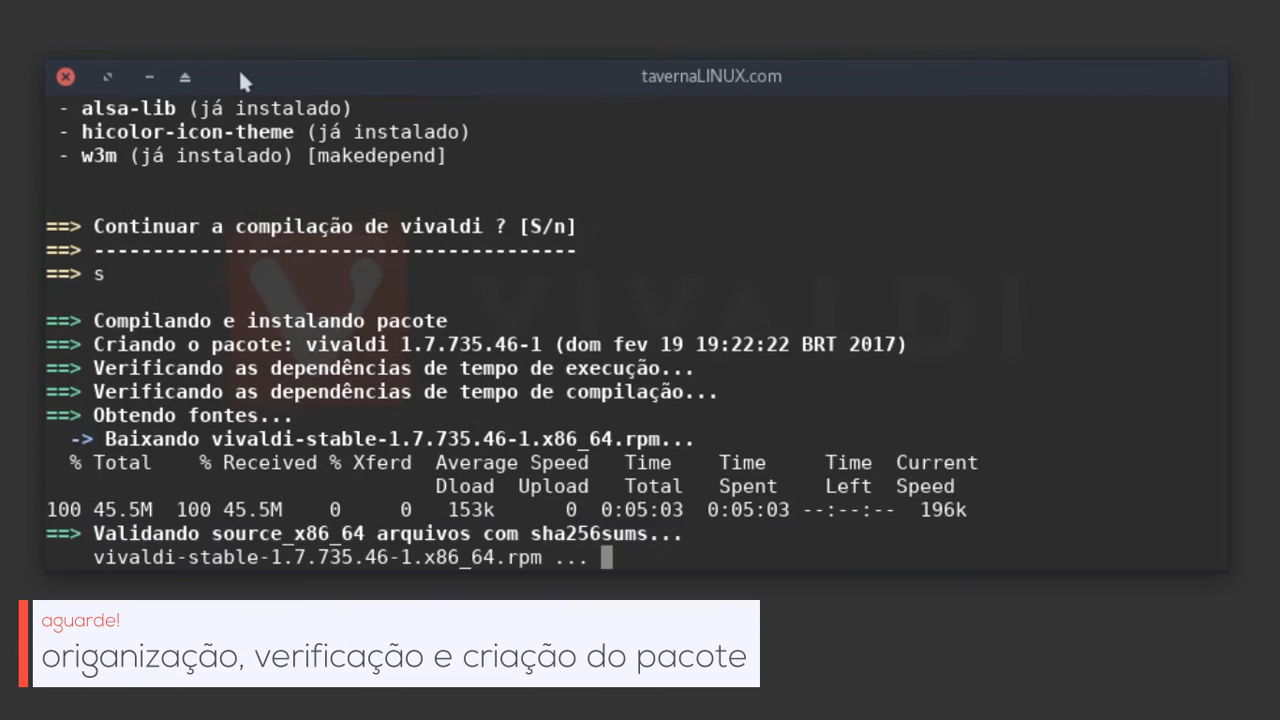 tavernaLINUX.com
- alsa-lib (já instalado)
- hicolor-icon-theme (já instalado)
- w3m (já instalado) [makedepend]
==> Continuar a compilação de vivaldi ? [S/n]
==> -----------------------------------------
==> s
==> Compilando e instalando pacote
==> Criando o pacote: vivaldi 1.7.735.46-1 (dom fev 19 19:22:22 BRT 2017)
==> Verificando as dependências de tempo de execução...
==> Verificando as dependências de tempo de compilação...
==> Obtendo fontes...
-> Baixando vivaldi-stable-1.7.735.46-1.x86_64.rpm...
% Total % Received % Xferd Average Speed Time Time Time Current
Dload Upload Total Spent Left Speed
100 45.5M 100 45.5M 0 0 153k 0 0:05:03 0:05:03 --:--:-- 196k
==> Validando source_x86_64 arquivos com sha256sums...
vivaldi-stable-1.7.735.46-1.x86_64.rpm ...
VIVALDI
aguarde!
origanização, verificação e criação do pacote